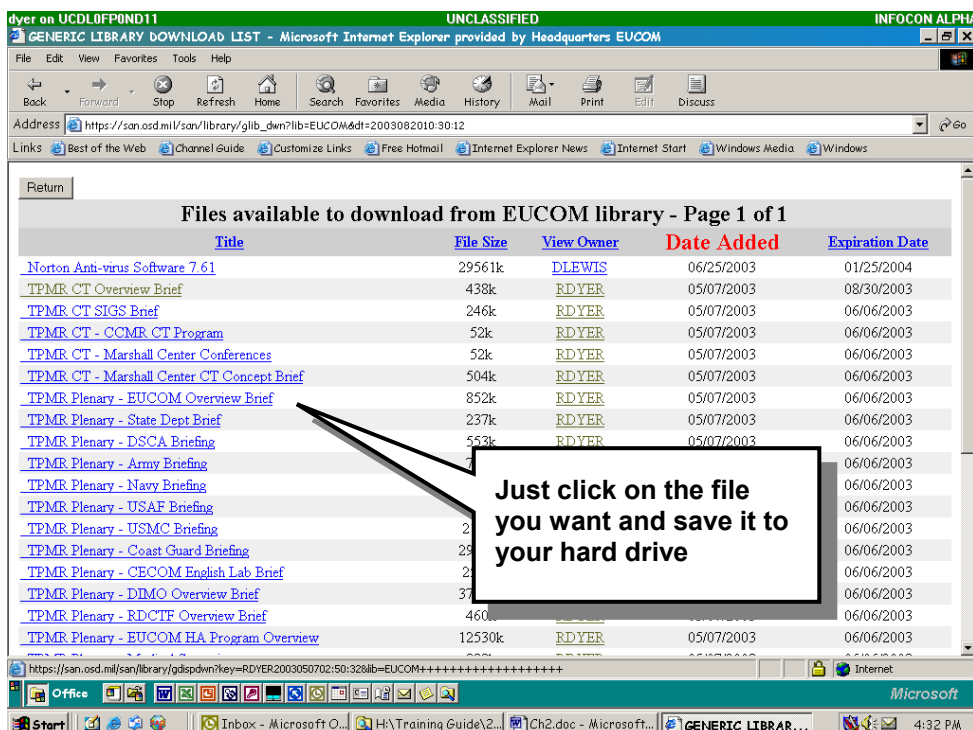 dyer on UCDL0FP0ND11 UNCLASSIFIED INFOCON ALPHA
GENERIC LIBRARY DOWNLOAD LIST - Microsoft Internet Explorer provided by Headquarters EUCOM
File Edit View Favorites Tools Help
Back Forward Stop Refresh Home Search Favorites Media History Mail Print Edit Discuss
Address https://san.osd.mil/san/library/glib_dwn?lib=EUCOM&dt=2003082010:30:12 Go
Links Best of the Web Channel Guide Customize Links Free Hotmail Internet Explorer News Internet Start Windows Media Windows
Return
Files available to download from EUCOM library - Page 1 of 1
Title File Size View Owner Date Added Expiration Date
Norton Anti-virus Software 7.61 29561k DLEWIS 06/25/2003 01/25/2004
TPMR CT Overview Brief 438k RDYER 05/07/2003 08/30/2003
TPMR CT SIGS Brief 246k RDYER 05/07/2003 06/06/2003
TPMR CT - CCMR CT Program 52k RDYER 05/07/2003 06/06/2003
TPMR CT - Marshall Center Conferences 52k RDYER 05/07/2003 06/06/2003
TPMR CT - Marshall Center CT Concept Brief 504k RDYER 05/07/2003 06/06/2003
TPMR Plenary - EUCOM Overview Brief 852k RDYER 05/07/2003 06/06/2003
TPMR Plenary - State Dept Brief 237k RDYER 05/07/2003 06/06/2003
TPMR Plenary - DSCA Briefing 553k RDYER 05/07/2003 06/06/2003
TPMR Plenary - Army Briefing 06/06/2003
TPMR Plenary - Navy Briefing 06/06/2003
TPMR Plenary - USAF Briefing 06/06/2003
TPMR Plenary - USMC Briefing 06/06/2003
TPMR Plenary - Coast Guard Briefing 06/06/2003
TPMR Plenary - CECOM English Lab Brief 06/06/2003
TPMR Plenary - DIMO Overview Brief 06/06/2003
TPMR Plenary - RDCTF Overview Brief 06/06/2003
TPMR Plenary - EUCOM HA Program Overview 12530k RDYER 05/07/2003 06/06/2003
Just click on the file
you want and save it to
your hard drive
https://san.osd.mil/san/library/gdispdwn?key=RDYER2003050702:50:32&lib=EUCOM+++++++++++++++++++ Internet
Office Microsoft
Start Inbox - Microsoft O... H:\Training Guide\2... Ch2.doc - Microsoft... GENERIC LIBRAR... 4:32 PM